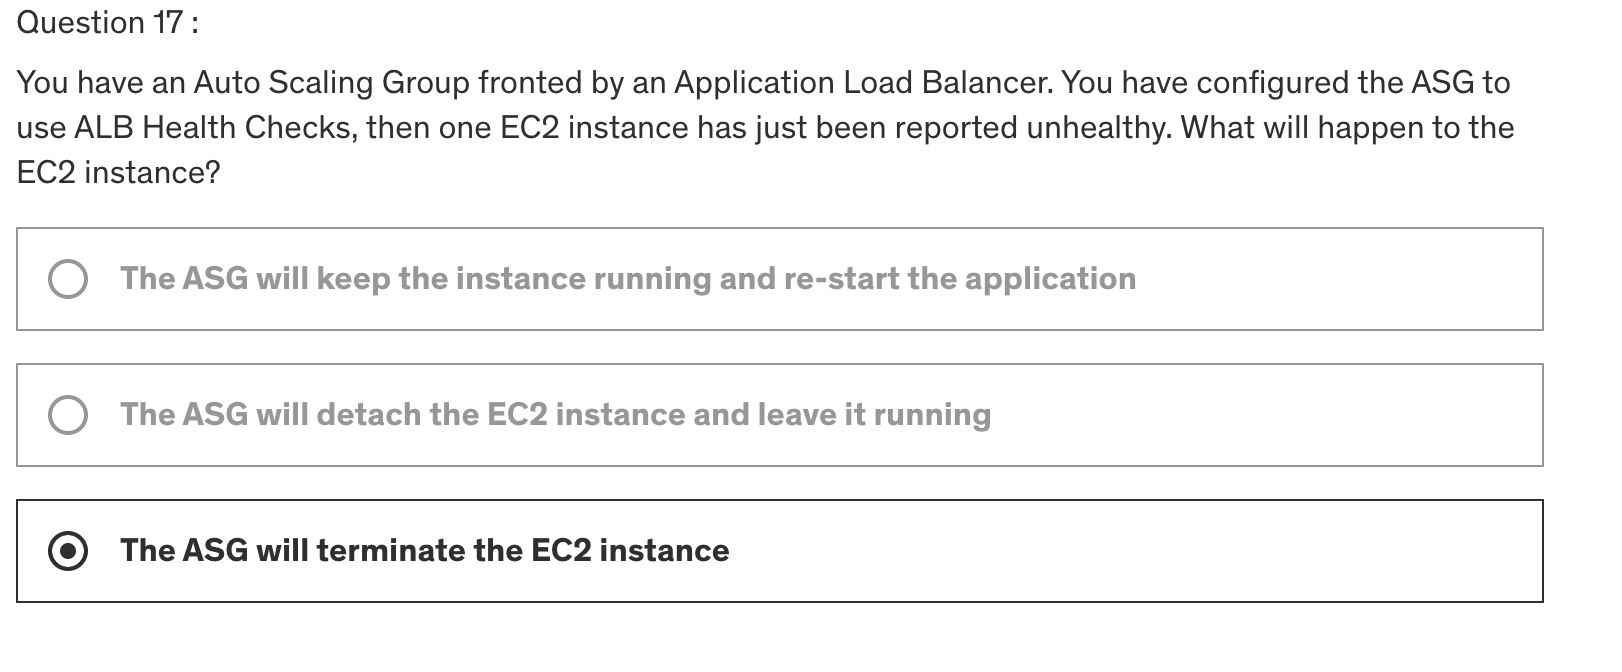 Question 17 :
You have an Auto Scaling Group fronted by an Application Load Balancer. You have configured the ASG to
use ALB Health Checks, then one EC2 instance has just been reported unhealthy. What will happen to the
EC2 instance?
The ASG will keep the instance running and re-start the application
The ASG will detach the EC2 instance and leave it running
The ASG will terminate the EC2 instance